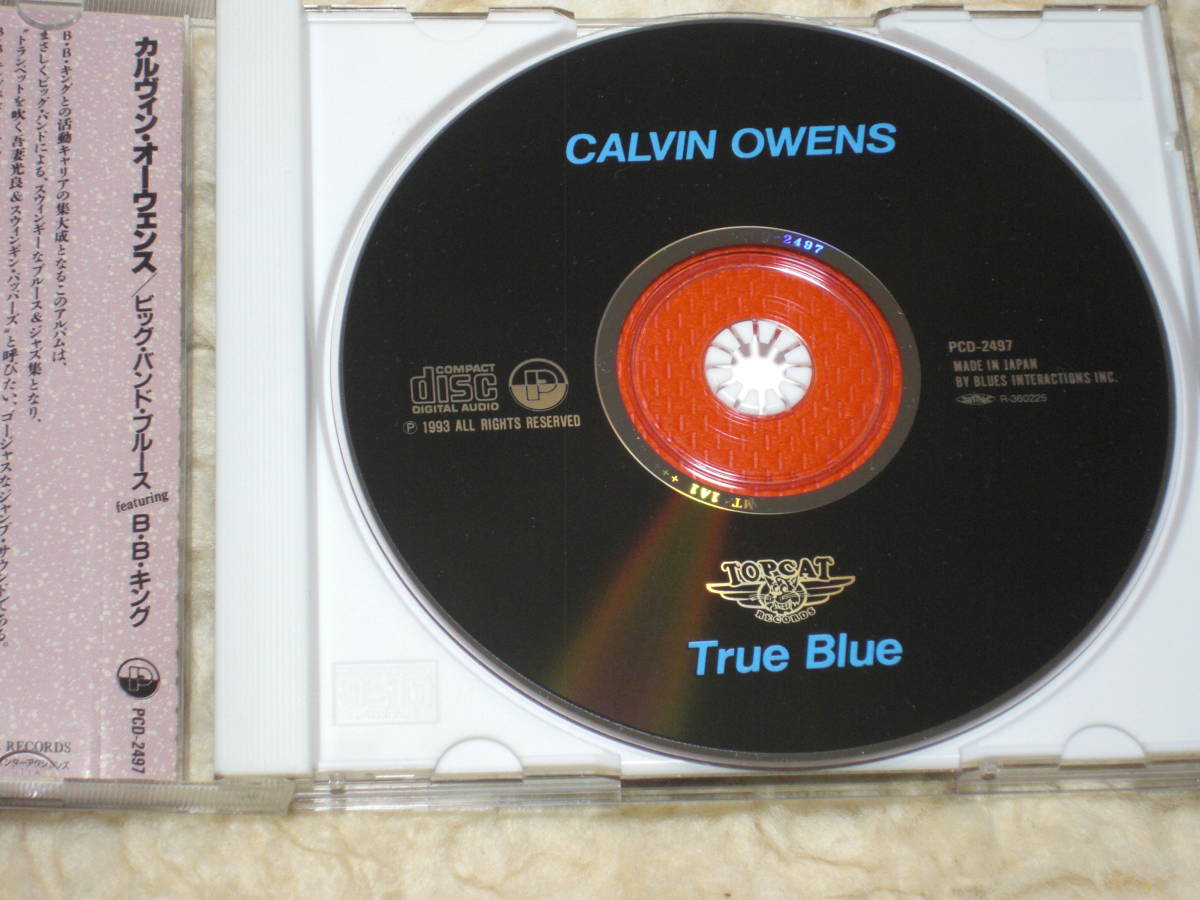 カルヴィン・オーウェンス/ビッグ・バンド・ブルース featuring B・B・キング
PCD-2497
B・B・キングとの活動キャリアの集大成となるこのアルバムは、
まさしくビッグ・バンドによる、スウィンギーなブルース&ジャズ集となり、
"トランペットを吹く吾妻光良&スウィンギン・バッパーズ"と呼びたい、ゴージャスなジャンプ・サウンドである。
RECORDS
CALVIN OWENS
-2497
COMPACT
disc
DIGITAL AUDIO
P
℗ 1993 ALL RIGHTS RESERVED
PCD-2497
MADE IN JAPAN
BY BLUES INTERACTIONS INC.
R-360225
MT 1A1 ++
TOPCAT
RECORDS
True Blue